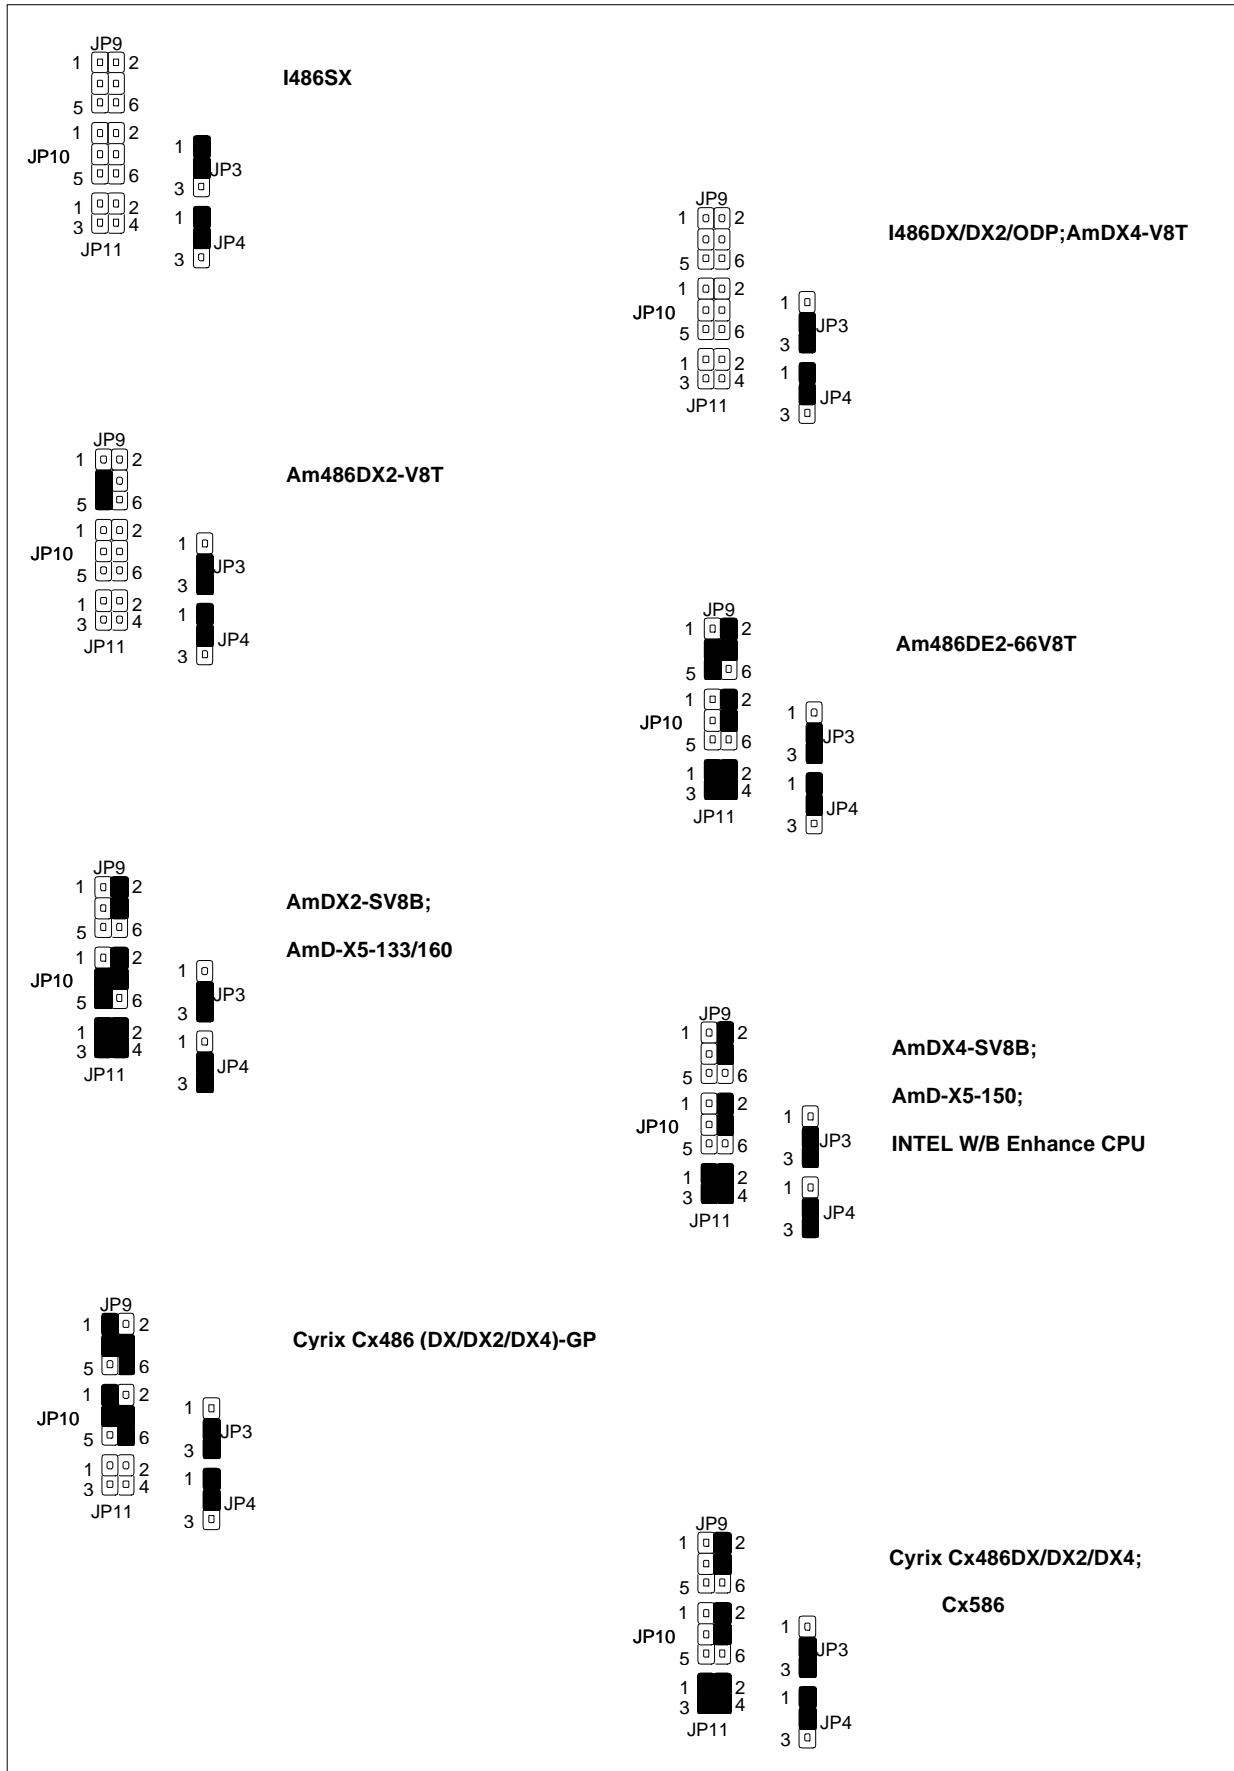 JP9
1 2
I486SX
5 6
1 2
JP10
5 6
1
JP3
3
1 2
3 4
JP11
1
JP4
3
JP9
1 2
I486DX/DX2/ODP;AmDX4-V8T
5 6
1 2
JP10
5 6
1
JP3
3
1 2
3 4
JP11
1
JP4
3
JP9
1 2
Am486DX2-V8T
5 6
1 2
JP10
5 6
1
JP3
3
1 2
3 4
JP11
1
JP4
3
JP9
1 2
Am486DE2-66V8T
5 6
1 2
JP10
5 6
1
JP3
3
1 2
3 4
JP11
1
JP4
3
JP9
1 2
AmDX2-SV8B;
5 6
AmD-X5-133/160
1 2
JP10
5 6
1
JP3
3
1 2
3 4
JP11
1
JP4
3
JP9
1 2
AmDX4-SV8B;
5 6
AmD-X5-150;
1 2
JP10
INTEL W/B Enhance CPU
5 6
1
JP3
3
1 2
3 4
JP11
1
JP4
3
JP9
1 2
Cyrix Cx486 (DX/DX2/DX4)-GP
5 6
1 2
JP10
5 6
1
JP3
3
1 2
3 4
JP11
1
JP4
3
JP9
1 2
Cyrix Cx486DX/DX2/DX4;
5 6
Cx586
1 2
JP10
5 6
1
JP3
3
1 2
3 4
JP11
1
JP4
3